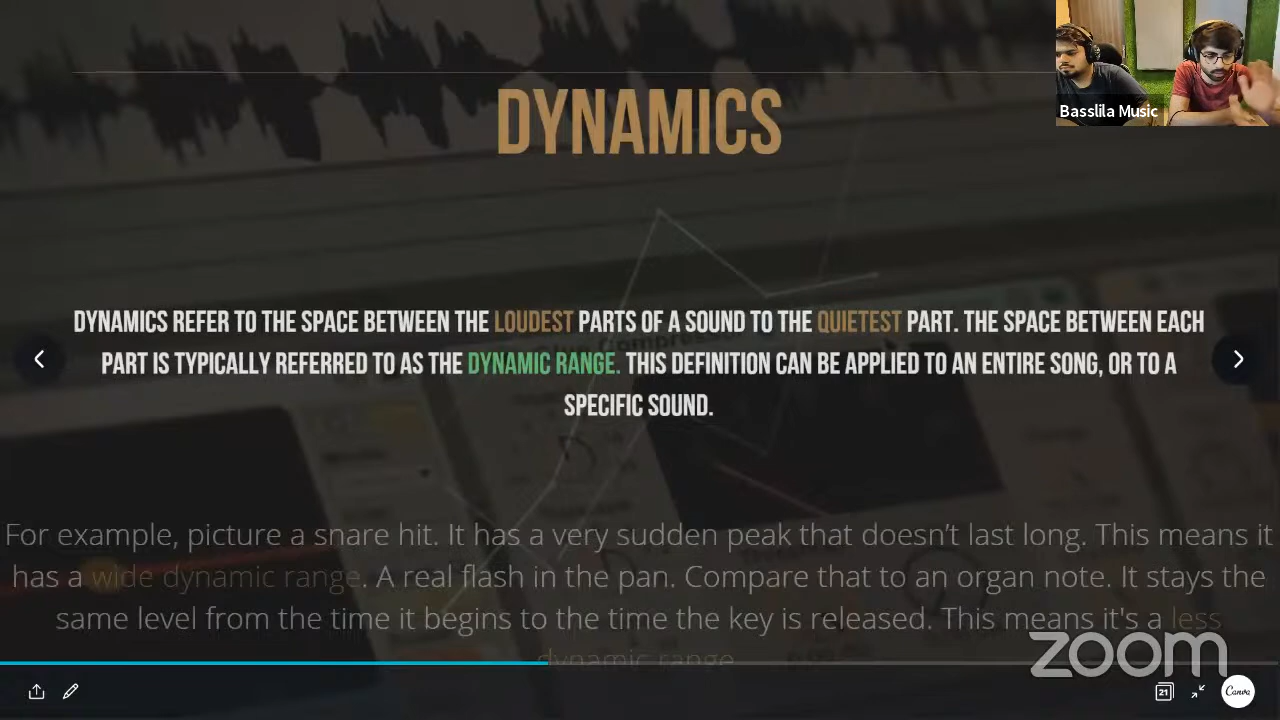 DYNAMICS
Basslila Music
DYNAMICS REFER TO THE SPACE BETWEEN THE LOUDEST PARTS OF A SOUND TO THE QUIETEST PART. THE SPACE BETWEEN EACH
PART IS TYPICALLY REFERRED TO AS THE DYNAMIC RANGE. THIS DEFINITION CAN BE APPLIED TO AN ENTIRE SONG, OR TO A
SPECIFIC SOUND.
For example, picture a snare hit. It has a very sudden peak that doesn’t last long. This means it
has a wide dynamic range. A real flash in the pan. Compare that to an organ note. It stays the
same level from the time it begins to the time the key is released. This means it's a less
dynamic range
zoom
21
Canva